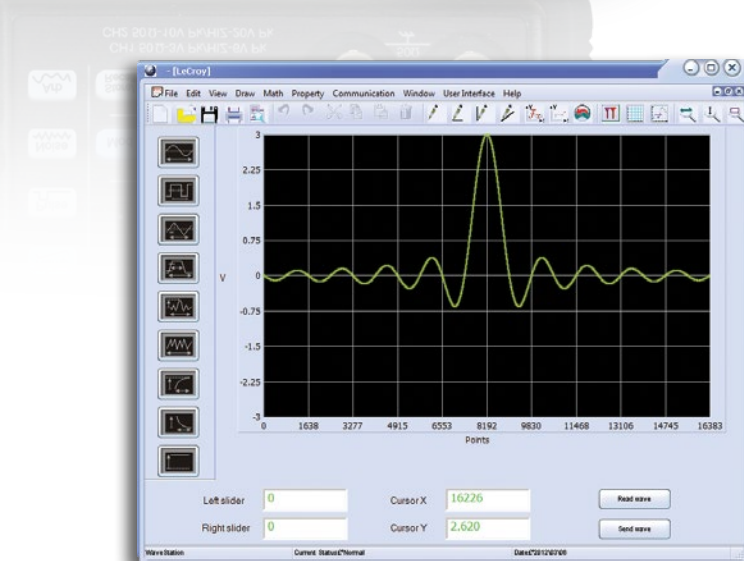 - [LeCroy]
File Edit View Draw Math Property Communication Window User Interface Help
3
2.25
1.5
0.75
V
0
-0.75
-1.5
-2.25
-3
0 1638 3277 4915 6553 8192 9830 11468 13106 14745 16383
Points
Left slider 0 Cursor X 16226 Read wave
Right slider 0 Cursor Y 2.620 Send wave
WaveStation Current Status:"Normal